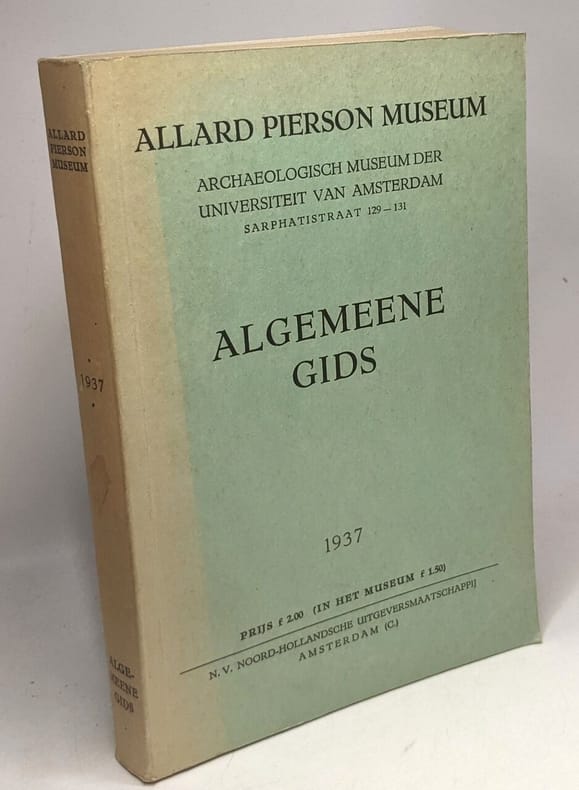 ALLARD
PIERSON
MUSEUM
1937
ALGE-
MEENE
GIDS
ALLARD PIERSON MUSEUM
ARCHAEOLOGISCH MUSEUM DER
UNIVERSITEIT VAN AMSTERDAM
SARPHATISTRAAT 129 — 131
ALGEMEENE
GIDS
1937
PRIJS f 2.00 (IN HET MUSEUM f 1.50)
N. V. NOORD-HOLLANDSCHE UITGEVERSMAATSCHAPPIJ
AMSTERDAM (C.)